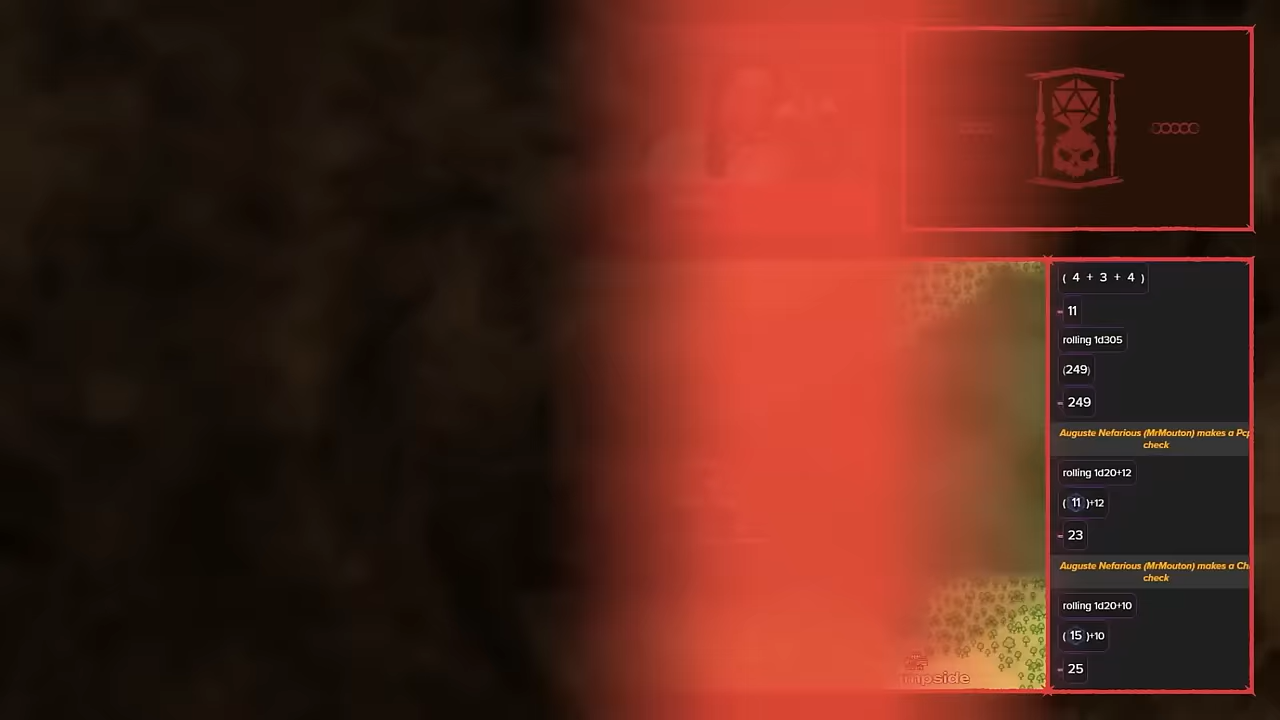 ( 4 + 3 + 4 )
11
rolling 1d305
(249)
249
Auguste Nefarious (MrMouton) makes a
check
rolling 1d20+12
( 11 )+12
23
Auguste Nefarious (MrMouton) makes a
check
rolling 1d20+10
( 15 )+10
25